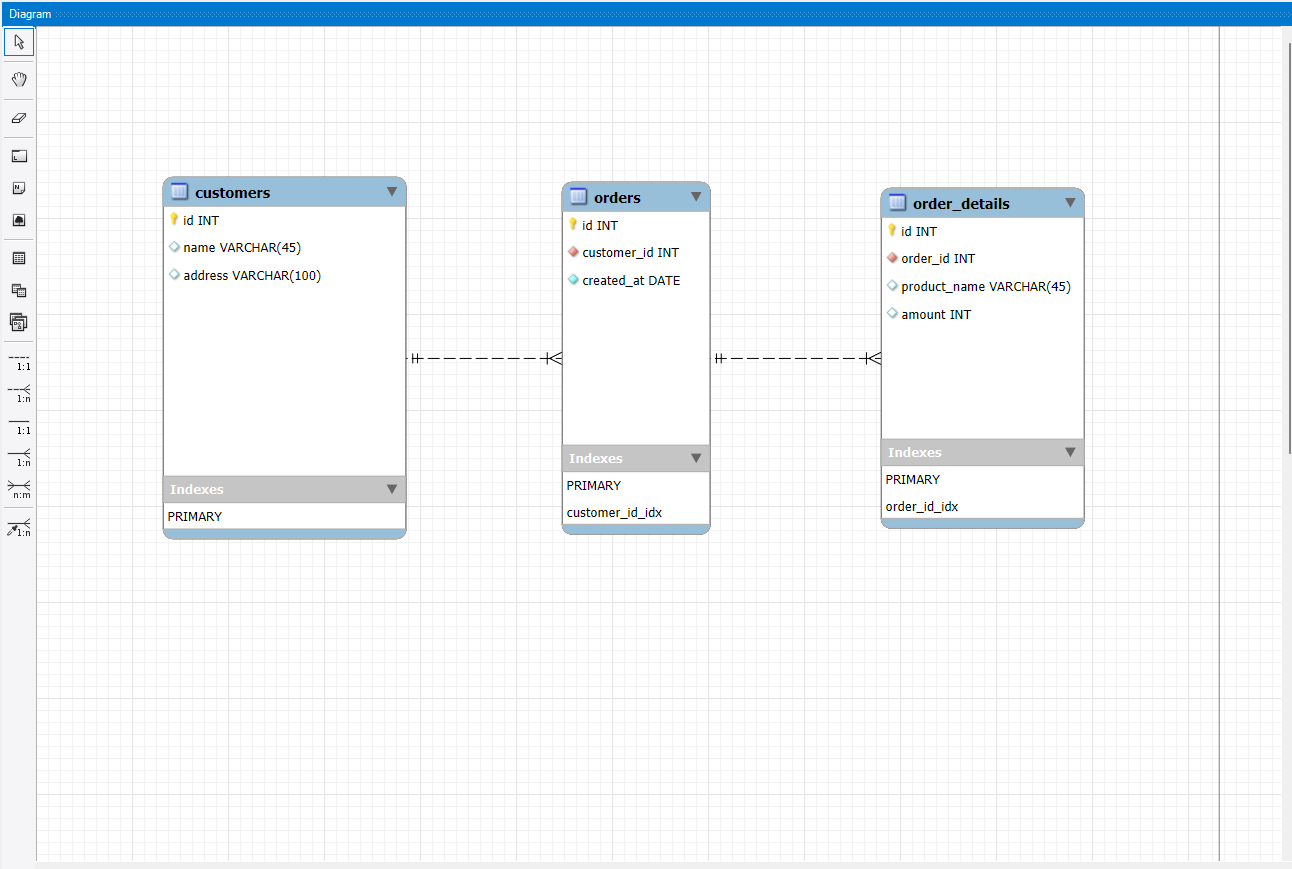 Diagram
1:1
1:n
1:1
1:n
n:m
1:n
customers
id INT
name VARCHAR(45)
address VARCHAR(100)
Indexes
PRIMARY
orders
id INT
customer_id INT
created_at DATE
Indexes
PRIMARY
customer_id_idx
order_details
id INT
order_id INT
product_name VARCHAR(45)
amount INT
Indexes
PRIMARY
order_id_idx